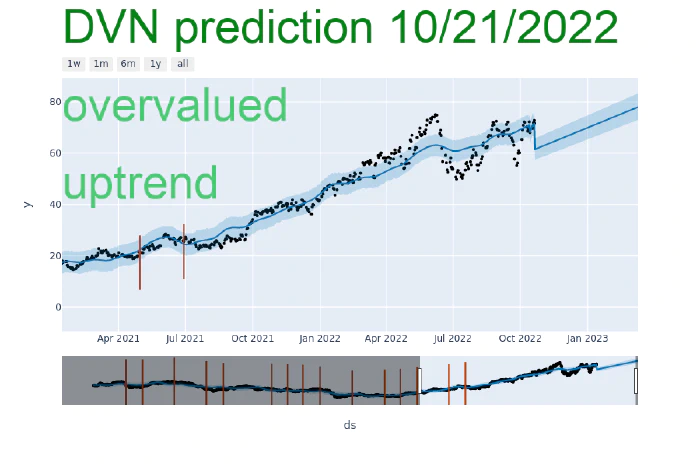 DVN prediction 10/21/2022
1w 1m 6m 1y all
overvalued
uptrend
80
60
40
20
0
y
Apr 2021 Jul 2021 Oct 2021 Jan 2022 Apr 2022 Jul 2022 Oct 2022 Jan 2023
ds